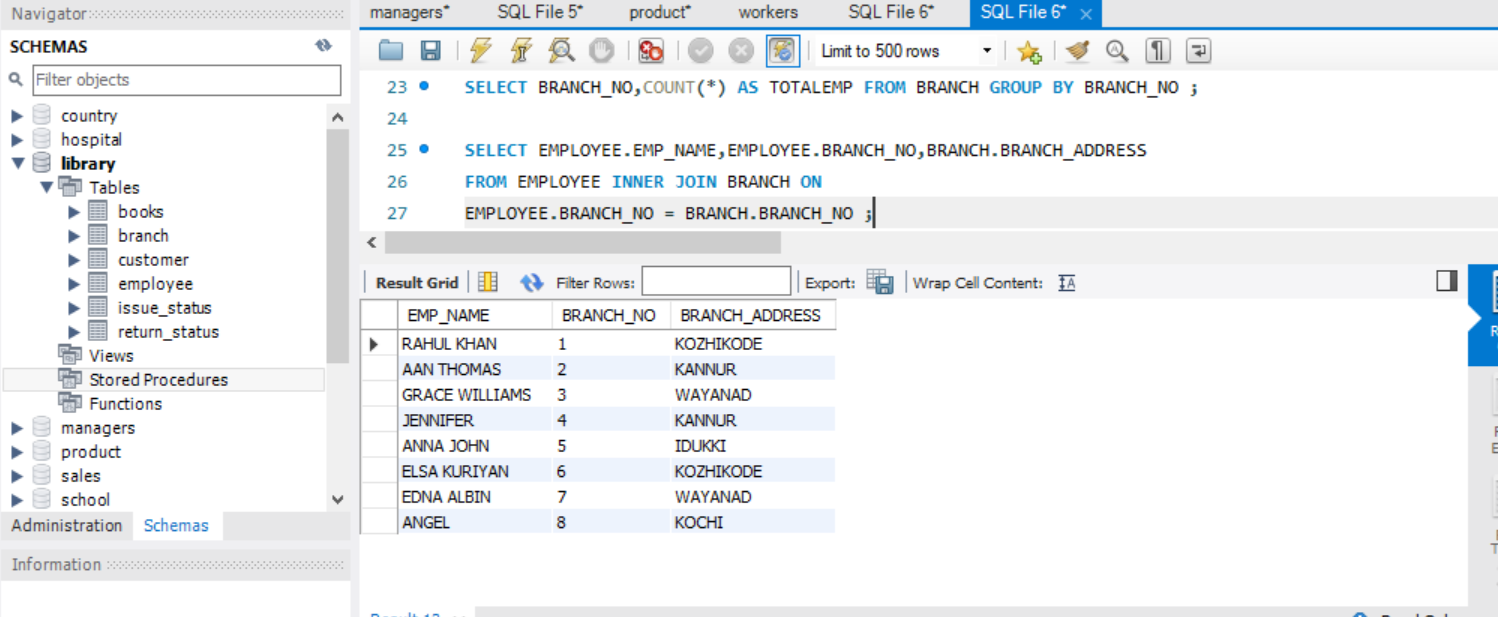 Navigator
managers* SQL File 5* product* workers SQL File 6* SQL File 6*
SCHEMAS
Filter objects
country
hospital
library
Tables
books
branch
customer
employee
issue_status
return_status
Views
Stored Procedures
Functions
managers
product
sales
school
Administration Schemas
Information
Limit to 500 rows
23 SELECT BRANCH_NO,COUNT(*) AS TOTALEMP FROM BRANCH GROUP BY BRANCH_NO ;
24
25 SELECT EMPLOYEE.EMP_NAME,EMPLOYEE.BRANCH_NO,BRANCH.BRANCH_ADDRESS
26 FROM EMPLOYEE INNER JOIN BRANCH ON
27 EMPLOYEE.BRANCH_NO = BRANCH.BRANCH_NO ;
Result Grid Filter Rows: Export: Wrap Cell Content:
EMP_NAME BRANCH_NO BRANCH_ADDRESS
RAHUL KHAN 1 KOZHIKODE
AAN THOMAS 2 KANNUR
GRACE WILLIAMS 3 WAYANAD
JENNIFER 4 KANNUR
ANNA JOHN 5 IDUKKI
ELSA KURIYAN 6 KOZHIKODE
EDNA ALBIN 7 WAYANAD
ANGEL 8 KOCHI